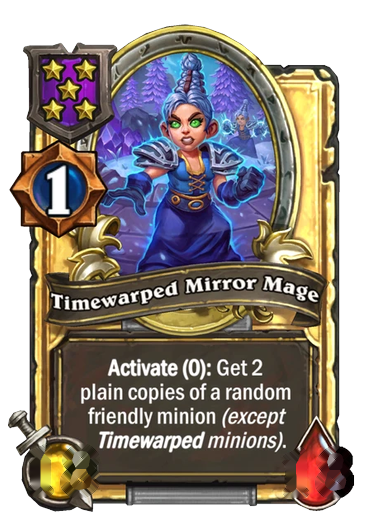 1
Timewarped Mirror Mage
Activate (0): Get 2
plain copies of a random
friendly minion (except
Timewarped minions).